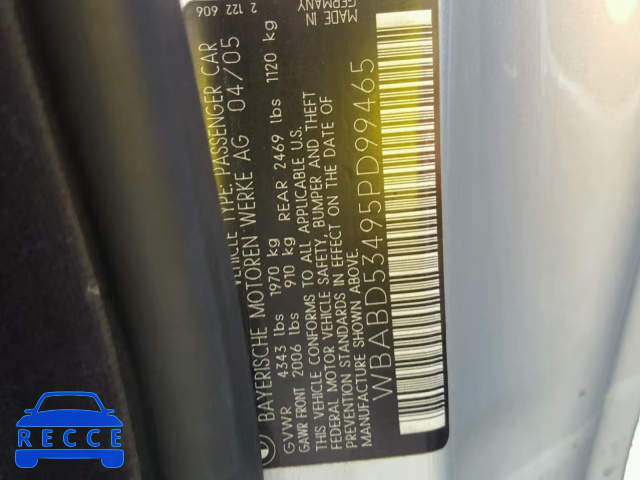 2 122 606
MADE IN
GERMANY
VEHICLE TYPE: PASSENGER CAR
BAYERISCHE MOTOREN WERKE AG 04/05
GVWR 4343 lbs 1970 kg
GAWR FRONT 2006 lbs 910 kg REAR 2469 lbs 1120 kg
THIS VEHICLE CONFORMS TO ALL APPLICABLE U.S.
FEDERAL MOTOR VEHICLE SAFETY, BUMPER AND THEFT
PREVENTION STANDARDS IN EFFECT ON THE DATE OF
MANUFACTURE SHOWN ABOVE.
WBABD53495PD99465
RECCE